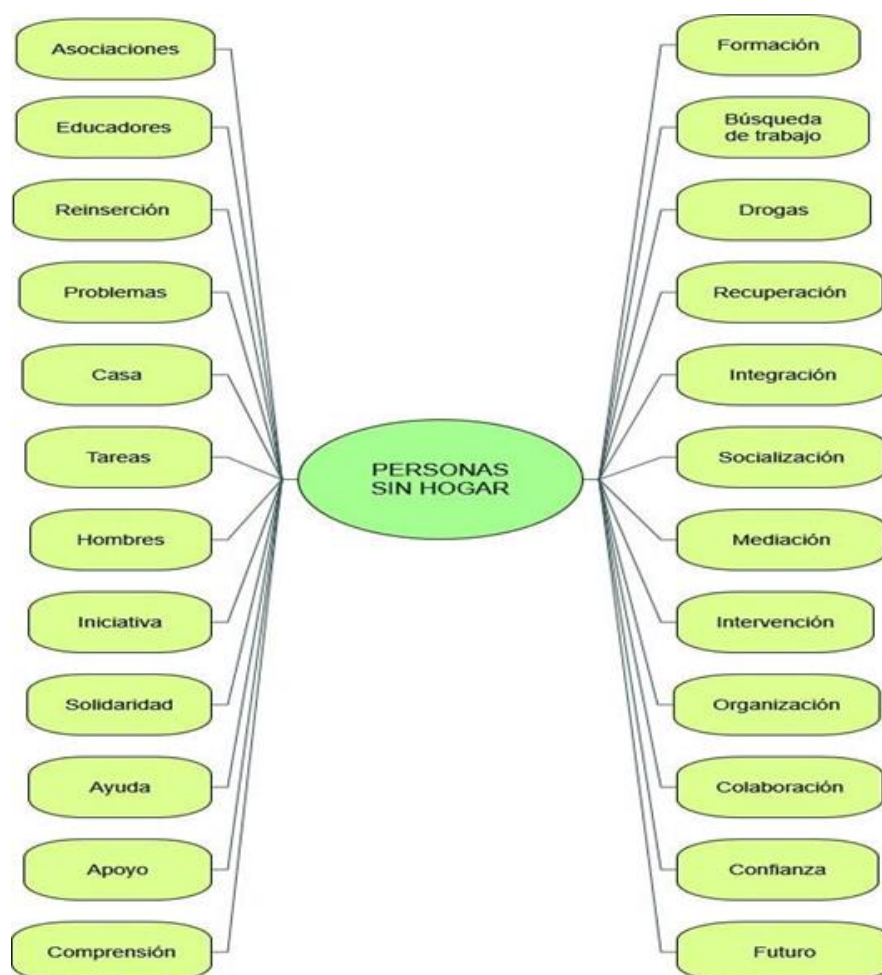 Asociaciones
Educadores
Reinserción
Problemas
Casa
Tareas
Hombres
Iniciativa
Solidaridad
Ayuda
Apoyo
Comprensión
PERSONAS
SIN HOGAR
Formación
Búsqueda
de trabajo
Drogas
Recuperación
Integración
Socialización
Mediación
Intervención
Organización
Colaboración
Confianza
Futuro